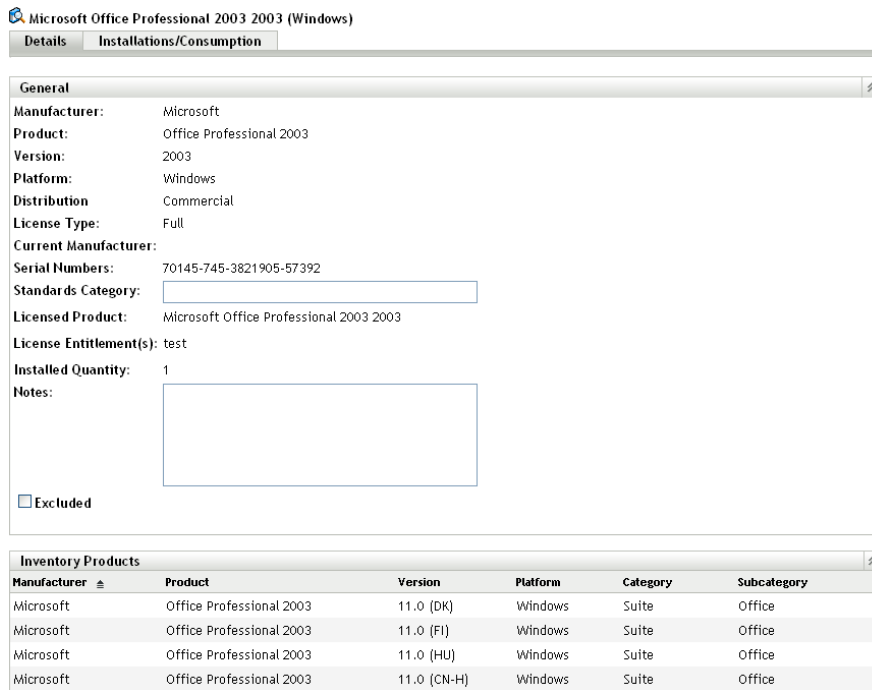 Microsoft Office Professional 2003 2003 (Windows)
Details Installations/Consumption
General
Manufacturer: Microsoft
Product: Office Professional 2003
Version: 2003
Platform: Windows
Distribution Commercial
License Type: Full
Current Manufacturer:
Serial Numbers: 70145-745-3821905-57392
Standards Category:
Licensed Product: Microsoft Office Professional 2003 2003
License Entitlement(s): test
Installed Quantity: 1
Notes:
Excluded
Inventory Products
Manufacturer Product Version Platform Category Subcategory
Microsoft Office Professional 2003 11.0 (DK) Windows Suite Office
Microsoft Office Professional 2003 11.0 (FI) Windows Suite Office
Microsoft Office Professional 2003 11.0 (HU) Windows Suite Office
Microsoft Office Professional 2003 11.0 (CN-H) Windows Suite Office